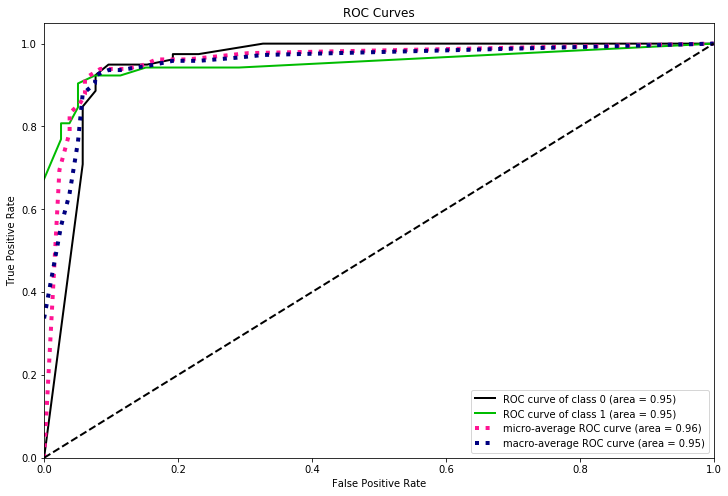 ROC Curves
True Positive Rate
1.0
0.8
0.6
0.4
0.2
0.0
ROC curve of class 0 (area = 0.95)
ROC curve of class 1 (area = 0.95)
micro-average ROC curve (area = 0.96)
macro-average ROC curve (area = 0.95)
0.0 0.2 0.4 0.6 0.8 1.0
False Positive Rate